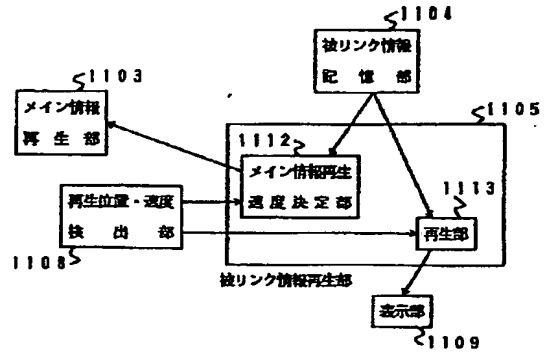 1104
被リンク情報
記憶部
1103
メイン情報
再生部
1105
1112
メイン情報再生
速度決定部
1113
再生部
再生位置・速度
検出部
1108
被リンク情報再生部
表示部
1109